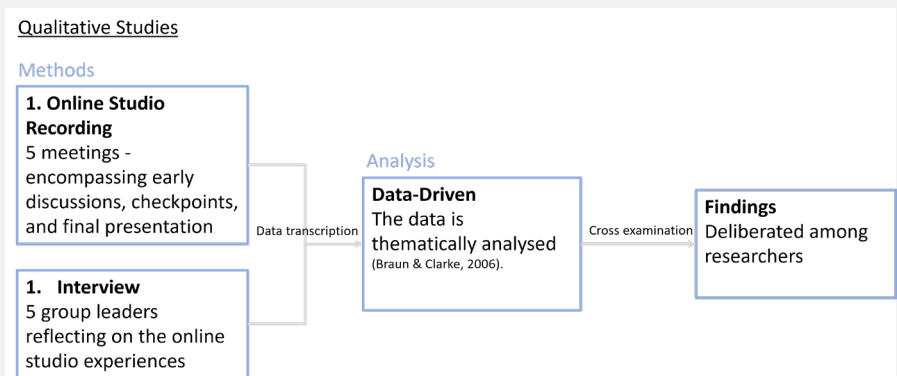 Qualitative Studies
Methods
1. Online Studio
Recording
5 meetings -
encompassing early
discussions, checkpoints,
and final presentation
1. Interview
5 group leaders
reflecting on the online
studio experiences
Data transcription
Analysis
Data-Driven
The data is
thematically analysed
(Braun & Clarke, 2006).
Cross examination
Findings
Deliberated among
researchers